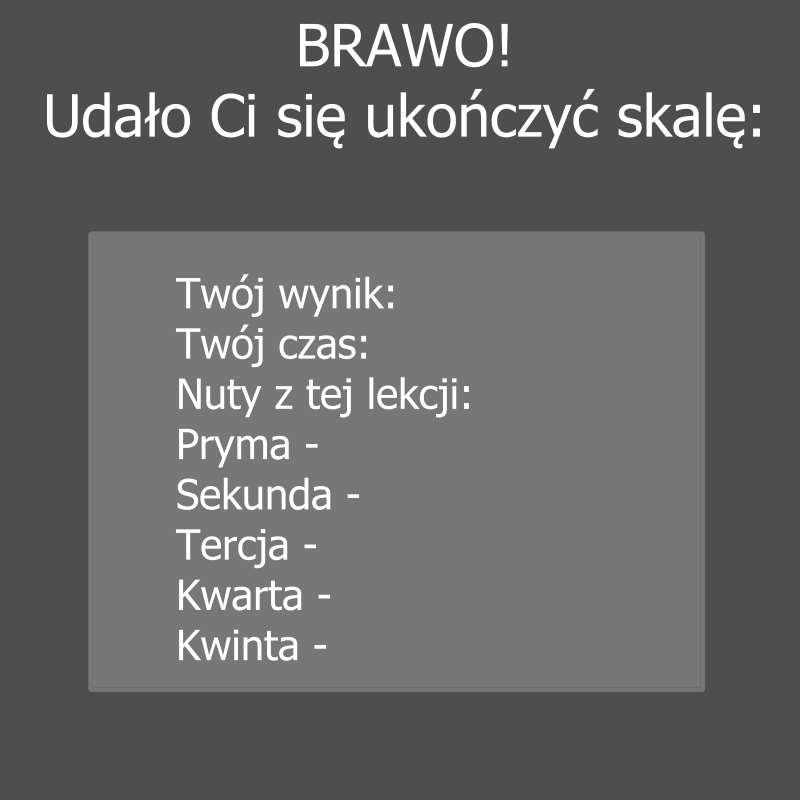 BRAWO!
Udało Ci się ukończyć skalę:
Twój wynik:
Twój czas:
Nuty z tej lekcji:
Pryma -
Sekunda -
Tercja -
Kwarta -
Kwinta -